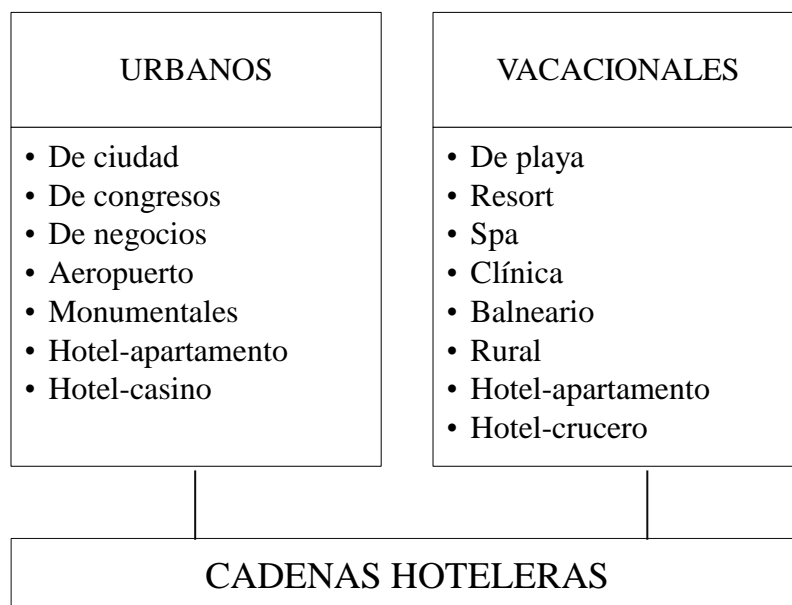 URBANOS
• De ciudad
• De congresos
• De negocios
• Aeropuerto
• Monumentales
• Hotel-apartamento
• Hotel-casino
VACACIONALES
• De playa
• Resort
• Spa
• Clínica
• Balneario
• Rural
• Hotel-apartamento
• Hotel-crucero
CADENAS HOTELERAS